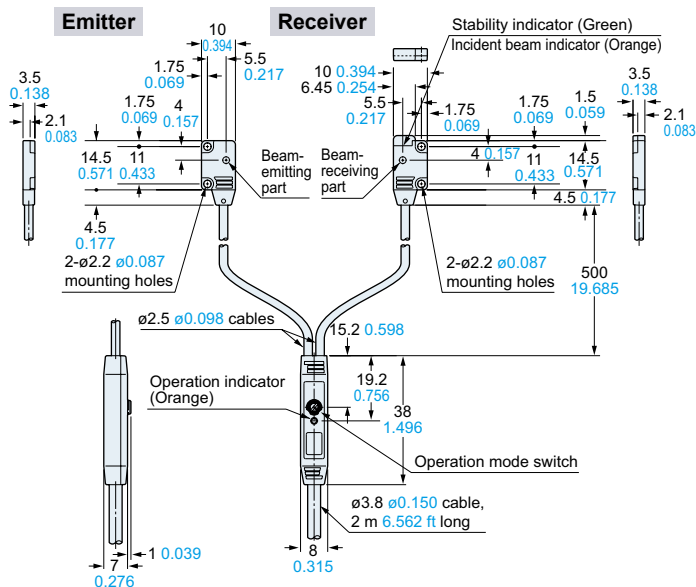 Emitter
Receiver
10
0.394
1.75
0.069
5.5
0.217
4
0.157
3.5
0.138
2.1
0.083
14.5
0.571
11
0.433
4.5
0.177
Beam-
emitting
part
2-ø2.2 ø0.087
mounting holes
Stability indicator (Green)
Incident beam indicator (Orange)
10 0.394
6.45 0.254
5.5
0.217
1.75
0.069
1.75
0.069
1.5
0.059
3.5
0.138
2.1
0.083
Beam-
receiving
part
4 0.157
11
0.433
14.5
0.571
4.5 0.177
2-ø2.2 ø0.087
mounting holes
500
19.685
ø2.5 ø0.098 cables
15.2 0.598
Operation indicator
(Orange)
19.2
0.756
38
1.496
Operation mode switch
ø3.8 ø0.150 cable,
2 m 6.562 ft long
1 0.039
7
0.276
8
0.315